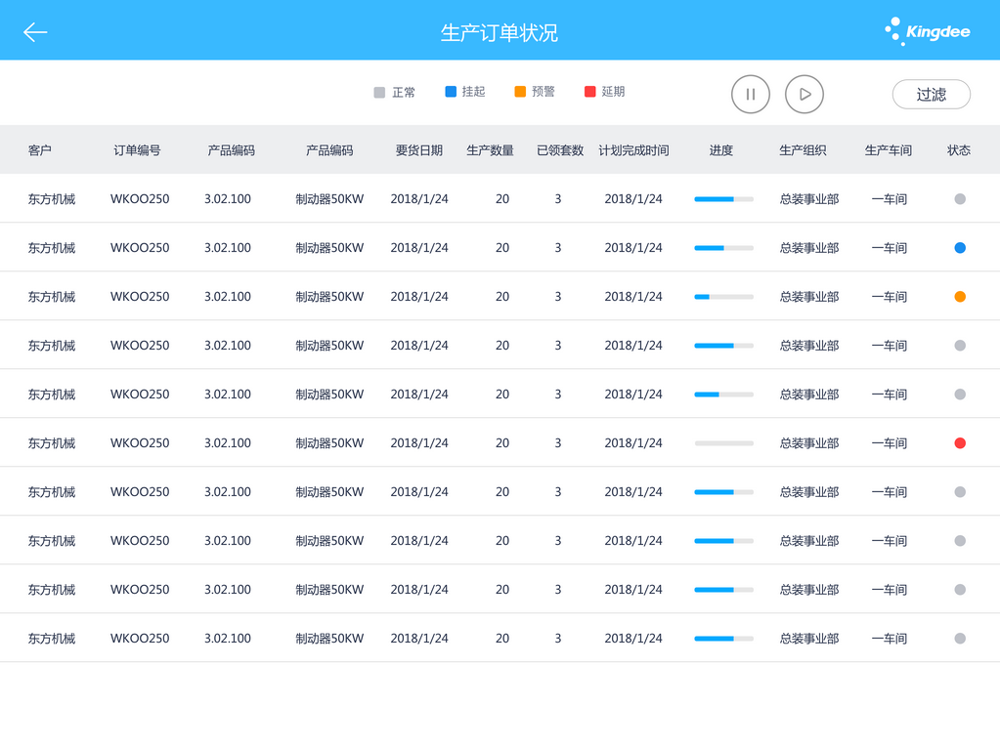 生产订单状况
Kingdee
正常 挂起 预警 延期 过滤
客户 订单编号 产品编码 产品编码 要货日期 生产数量 已领套数 计划完成时间 进度 生产组织 生产车间 状态
东方机械 WKOO250 3.02.100 制动器50KW 2018/1/24 20 3 2018/1/24 总装事业部 一车间
东方机械 WKOO250 3.02.100 制动器50KW 2018/1/24 20 3 2018/1/24 总装事业部 一车间
东方机械 WKOO250 3.02.100 制动器50KW 2018/1/24 20 3 2018/1/24 总装事业部 一车间
东方机械 WKOO250 3.02.100 制动器50KW 2018/1/24 20 3 2018/1/24 总装事业部 一车间
东方机械 WKOO250 3.02.100 制动器50KW 2018/1/24 20 3 2018/1/24 总装事业部 一车间
东方机械 WKOO250 3.02.100 制动器50KW 2018/1/24 20 3 2018/1/24 总装事业部 一车间
东方机械 WKOO250 3.02.100 制动器50KW 2018/1/24 20 3 2018/1/24 总装事业部 一车间
东方机械 WKOO250 3.02.100 制动器50KW 2018/1/24 20 3 2018/1/24 总装事业部 一车间
东方机械 WKOO250 3.02.100 制动器50KW 2018/1/24 20 3 2018/1/24 总装事业部 一车间
东方机械 WKOO250 3.02.100 制动器50KW 2018/1/24 20 3 2018/1/24 总装事业部 一车间